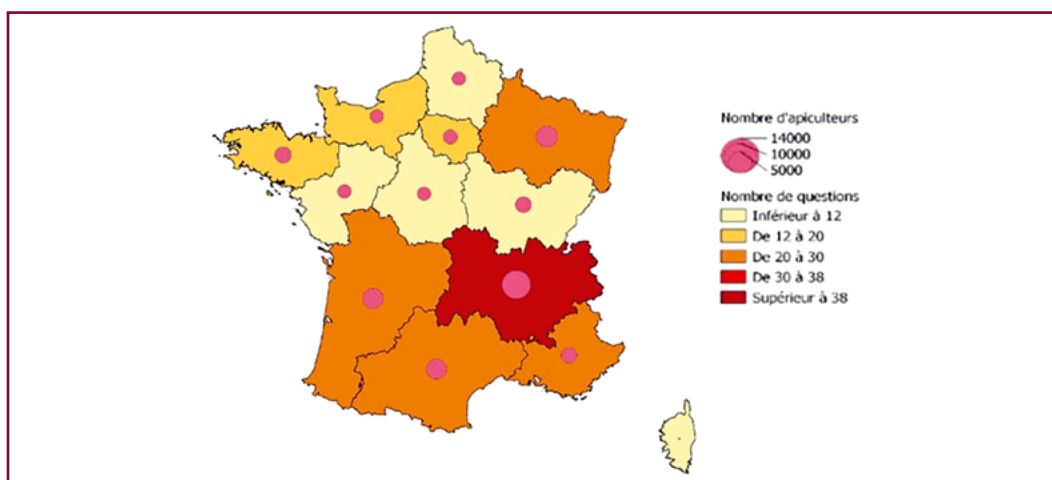 Nombre d'apiculteurs
14000
10000
5000
Nombre de questions
Inférieur à 12
De 12 à 20
De 20 à 30
De 30 à 38
Supérieur à 38